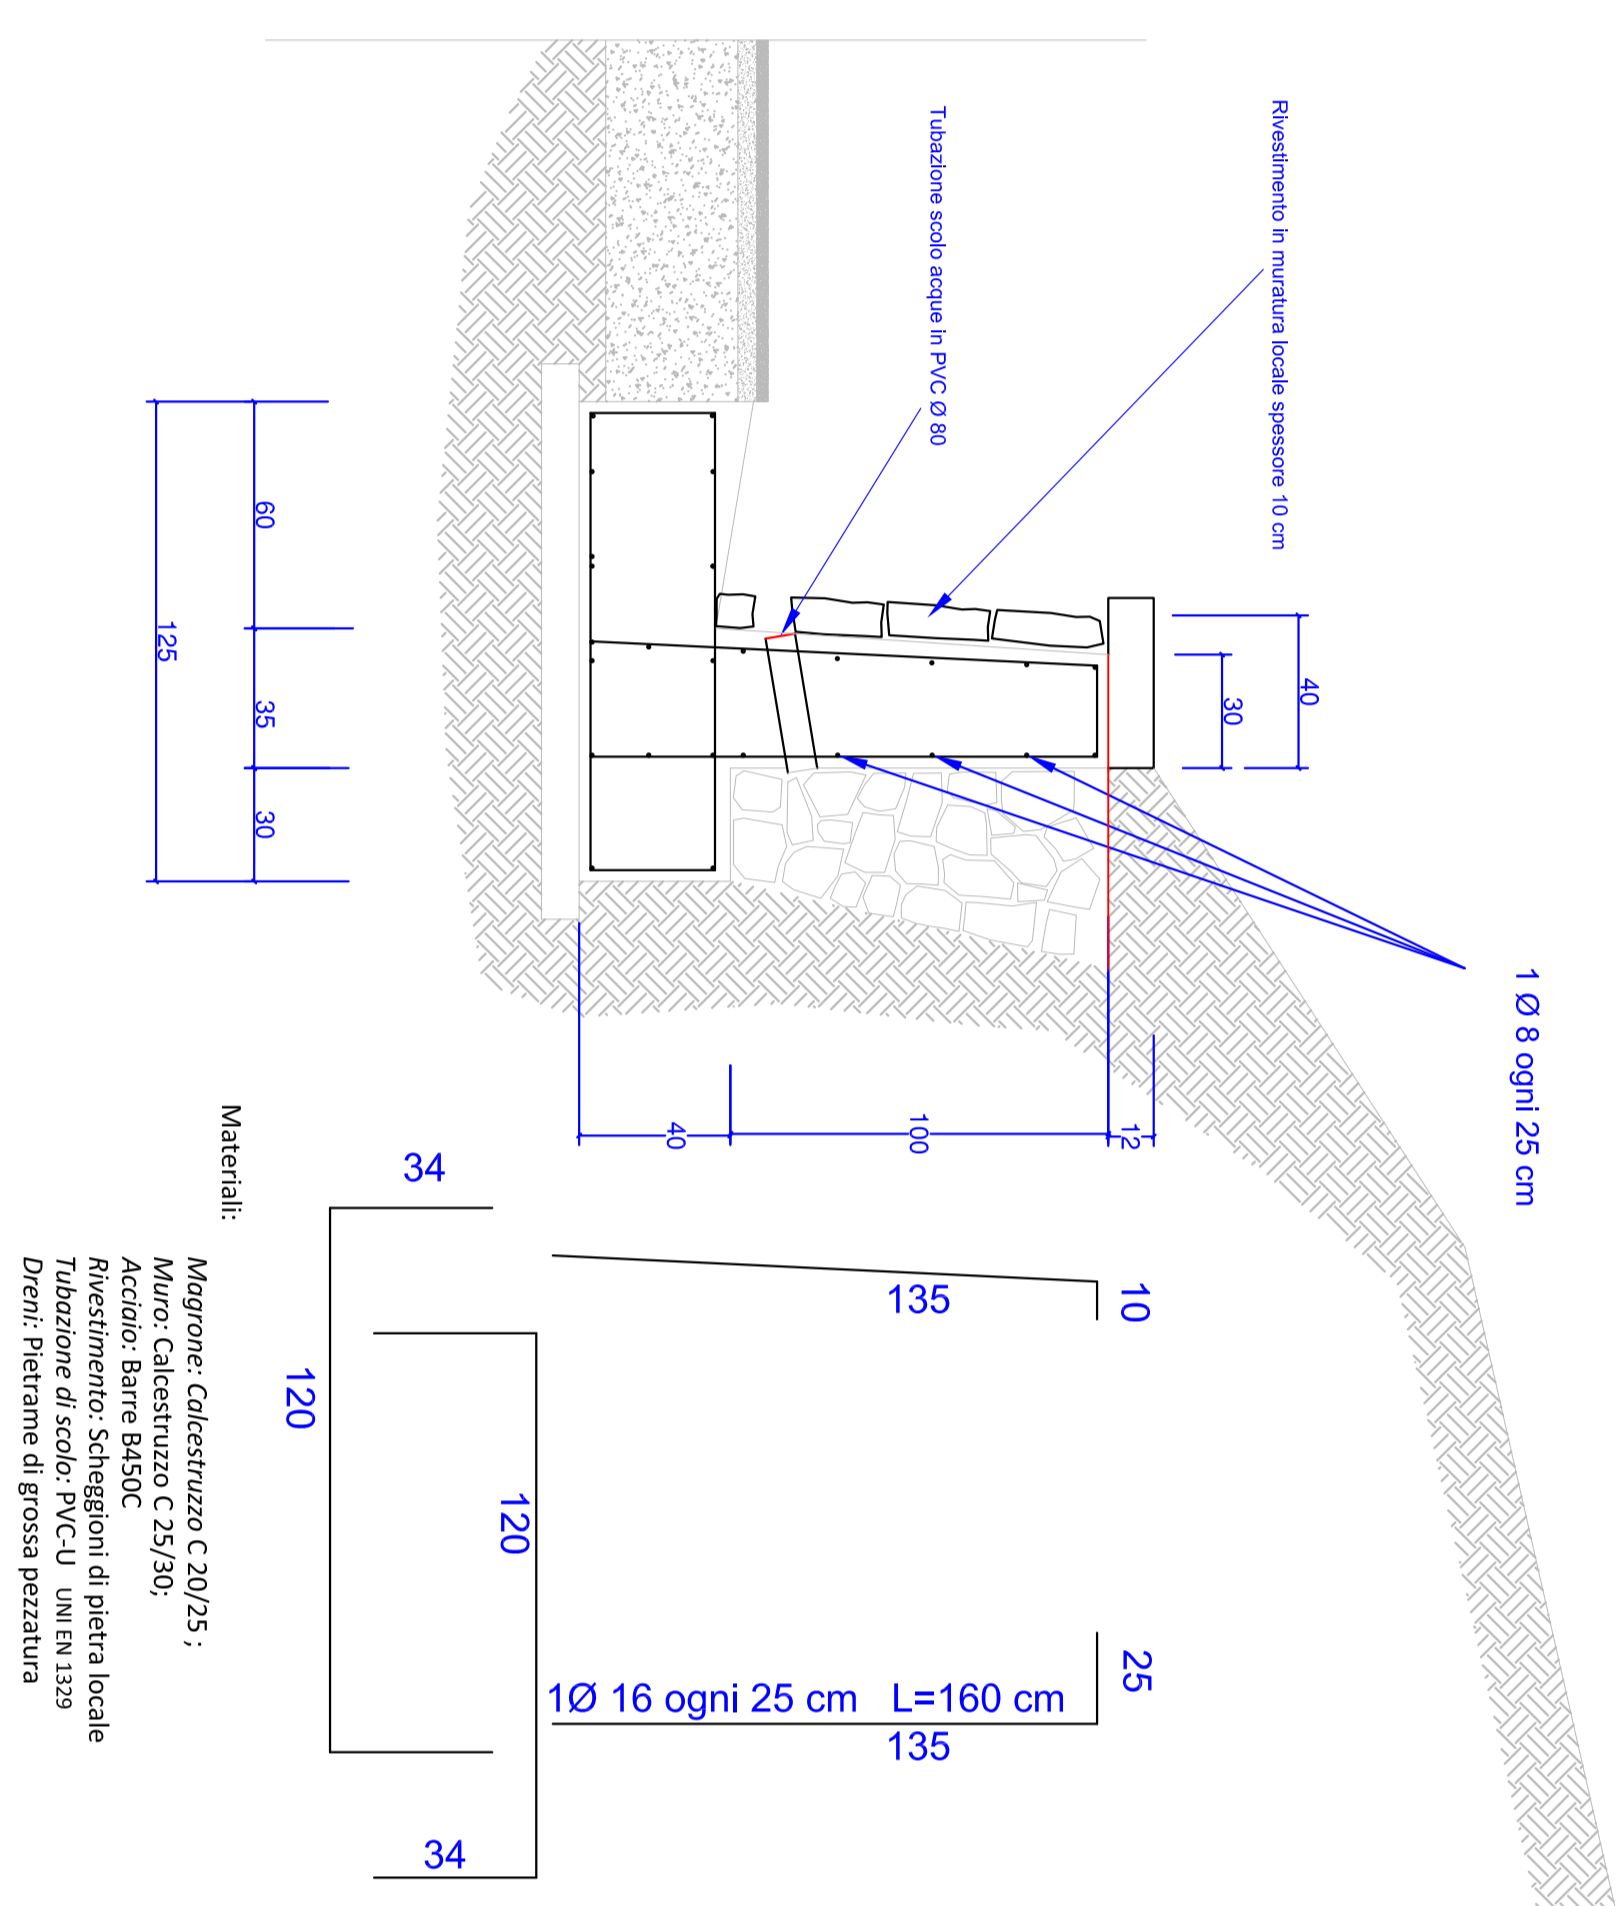 Rivestimento in muratura locale spessore 10 cm
Tubazione scolo acque in PVC Ø 80
40
30
1 Ø 8 ogni 25 cm
12
100
40
60
35
30
125
10
135
25
1Ø 16 ogni 25 cm   L=160 cm
135
34
120
120
34
Materiali:
Magrone: Calcestruzzo C 20/25 ;
Muro: Calcestruzzo C 25/30;
Acciaio: Barre B450C
Rivestimento: Scheggioni di pietra locale
Tubazione di scolo: PVC-U UNI EN 1329
Dreni: Pietrame di grossa pezzatura